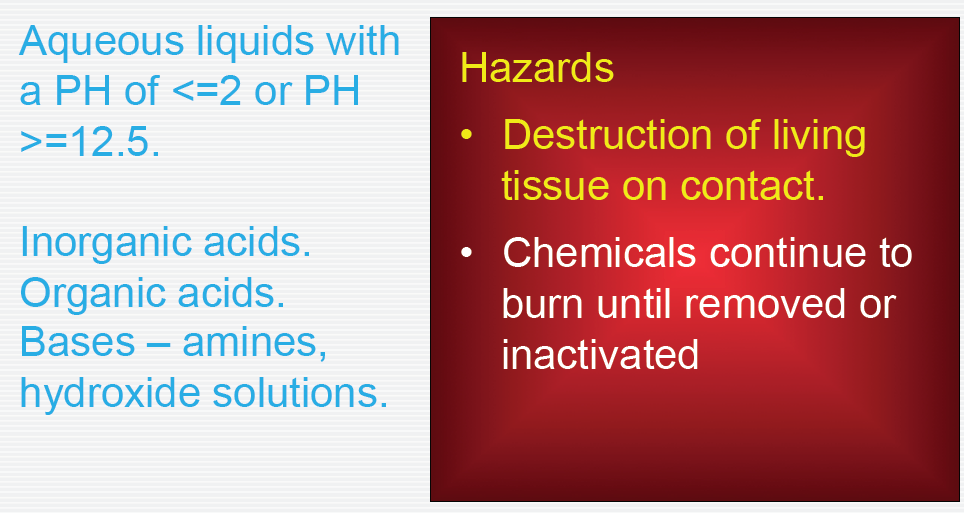 Aqueous liquids with
a PH of <=2 or PH
>=12.5.
Inorganic acids.
Organic acids.
Bases – amines,
hydroxide solutions.
Hazards
• Destruction of living
tissue on contact.
• Chemicals continue to
burn until removed or
inactivated